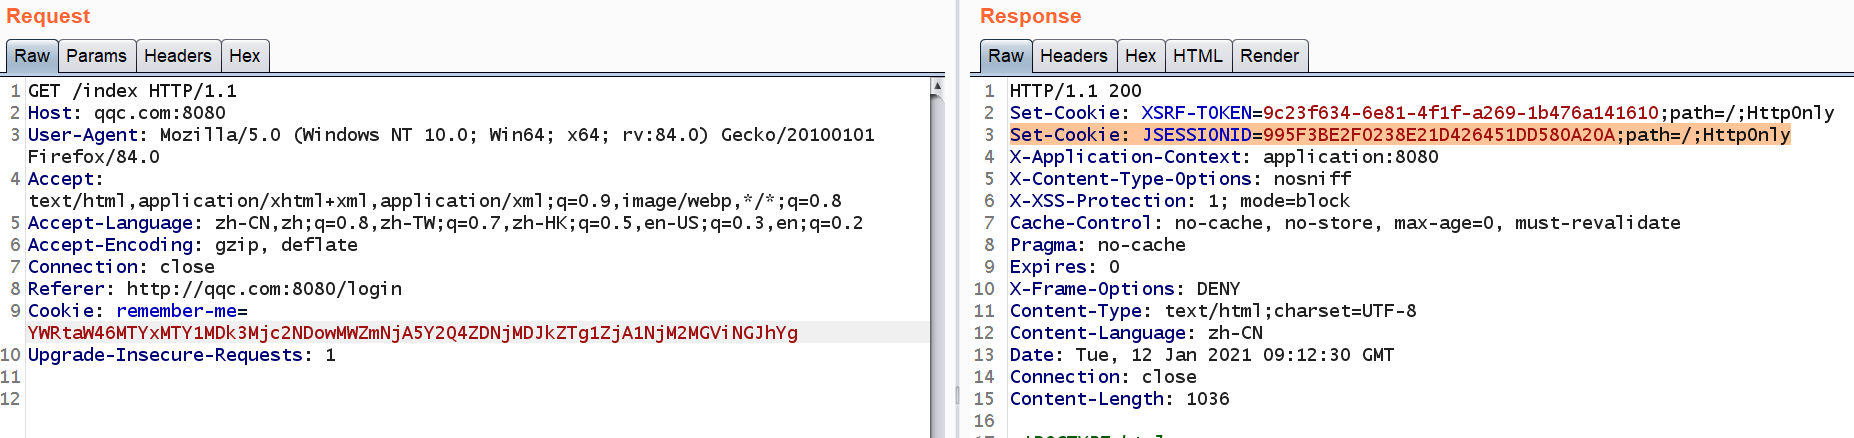 Request
Raw Params Headers Hex
1 GET /index HTTP/1.1
2 Host: qqc.com:8080
3 User-Agent: Mozilla/5.0 (Windows NT 10.0; Win64; x64; rv:84.0) Gecko/20100101
Firefox/84.0
4 Accept:
text/html,application/xhtml+xml,application/xml;q=0.9,image/webp,*/*;q=0.8
5 Accept-Language: zh-CN,zh;q=0.8,zh-TW;q=0.7,zh-HK;q=0.5,en-US;q=0.3,en;q=0.2
6 Accept-Encoding: gzip, deflate
7 Connection: close
8 Referer: http://qqc.com:8080/login
9 Cookie: remember-me=
YWRtaW46MTYxMTY1MDk3Mjc2NDowMWZmNjA5Y2Q4ZDNjMDJkZTg1ZjA1NjM2MGViNGJhYg
10 Upgrade-Insecure-Requests: 1
11
12
Response
Raw Headers Hex HTML Render
1 HTTP/1.1 200
2 Set-Cookie: XSRF-TOKEN=9c23f634-6e81-4f1f-a269-1b476a141610;path=/;HttpOnly
3 Set-Cookie: JSESSIONID=995F3BE2F0238E21D426451DD580A20A;path=/;HttpOnly
4 X-Application-Context: application:8080
5 X-Content-Type-Options: nosniff
6 X-XSS-Protection: 1; mode=block
7 Cache-Control: no-cache, no-store, max-age=0, must-revalidate
8 Pragma: no-cache
9 Expires: 0
10 X-Frame-Options: DENY
11 Content-Type: text/html;charset=UTF-8
12 Content-Language: zh-CN
13 Date: Tue, 12 Jan 2021 09:12:30 GMT
14 Connection: close
15 Content-Length: 1036
16